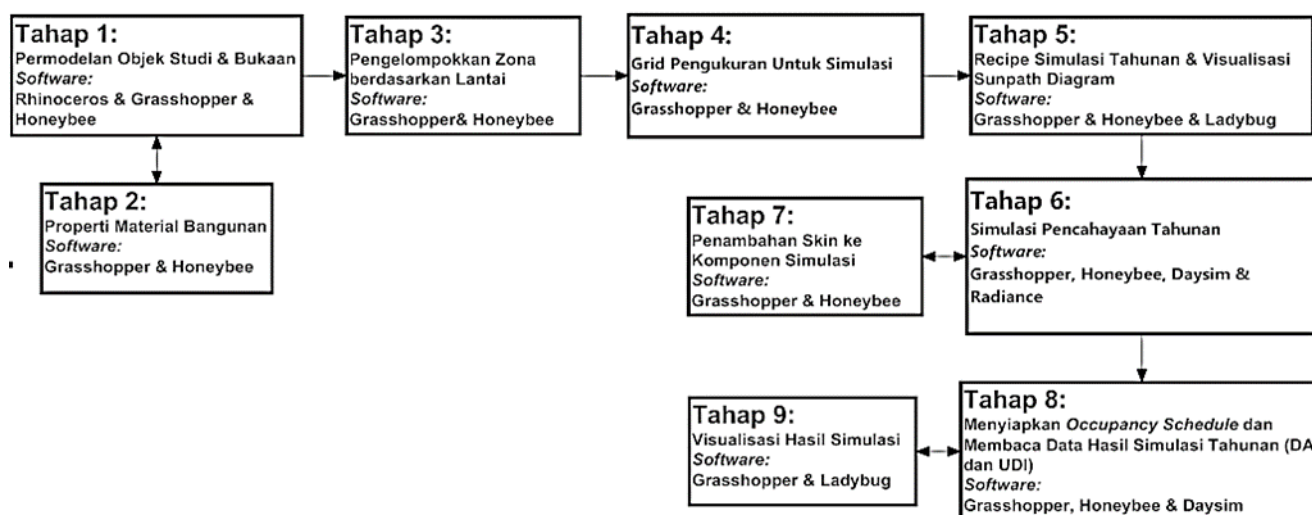 Tahap 1:
Permodelan Objek Studi & Bukaan
Software:
Rhinoceros & Grasshopper &
Honeybee
Tahap 2:
Properti Material Bangunan
Software:
Grasshopper & Honeybee
Tahap 3:
Pengelompokkan Zona
berdasarkan Lantai
Software:
Grasshopper& Honeybee
Tahap 4:
Grid Pengukuran Untuk Simulasi
Software:
Grasshopper & Honeybee
Tahap 5:
Recipe Simulasi Tahunan & Visualisasi
Sunpath Diagram
Software:
Grasshopper & Honeybee & Ladybug
Tahap 6:
Simulasi Pencahayaan Tahunan
Software:
Grasshopper, Honeybee, Daysim &
Radiance
Tahap 7:
Penambahan Skin ke
Komponen Simulasi
Software:
Grasshopper & Honeybee
Tahap 8:
Menyiapkan Occupancy Schedule dan
Membaca Data Hasil Simulasi Tahunan (DA
dan UDI)
Software:
Grasshopper, Honeybee & Daysim
Tahap 9:
Visualisasi Hasil Simulasi
Software:
Grasshopper & Ladybug